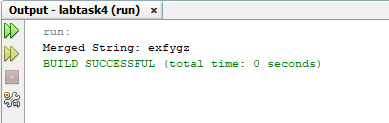 Output - labtask4 (run) ×
run:
Merged String: exfygz
BUILD SUCCESSFUL (total time: 0 seconds)